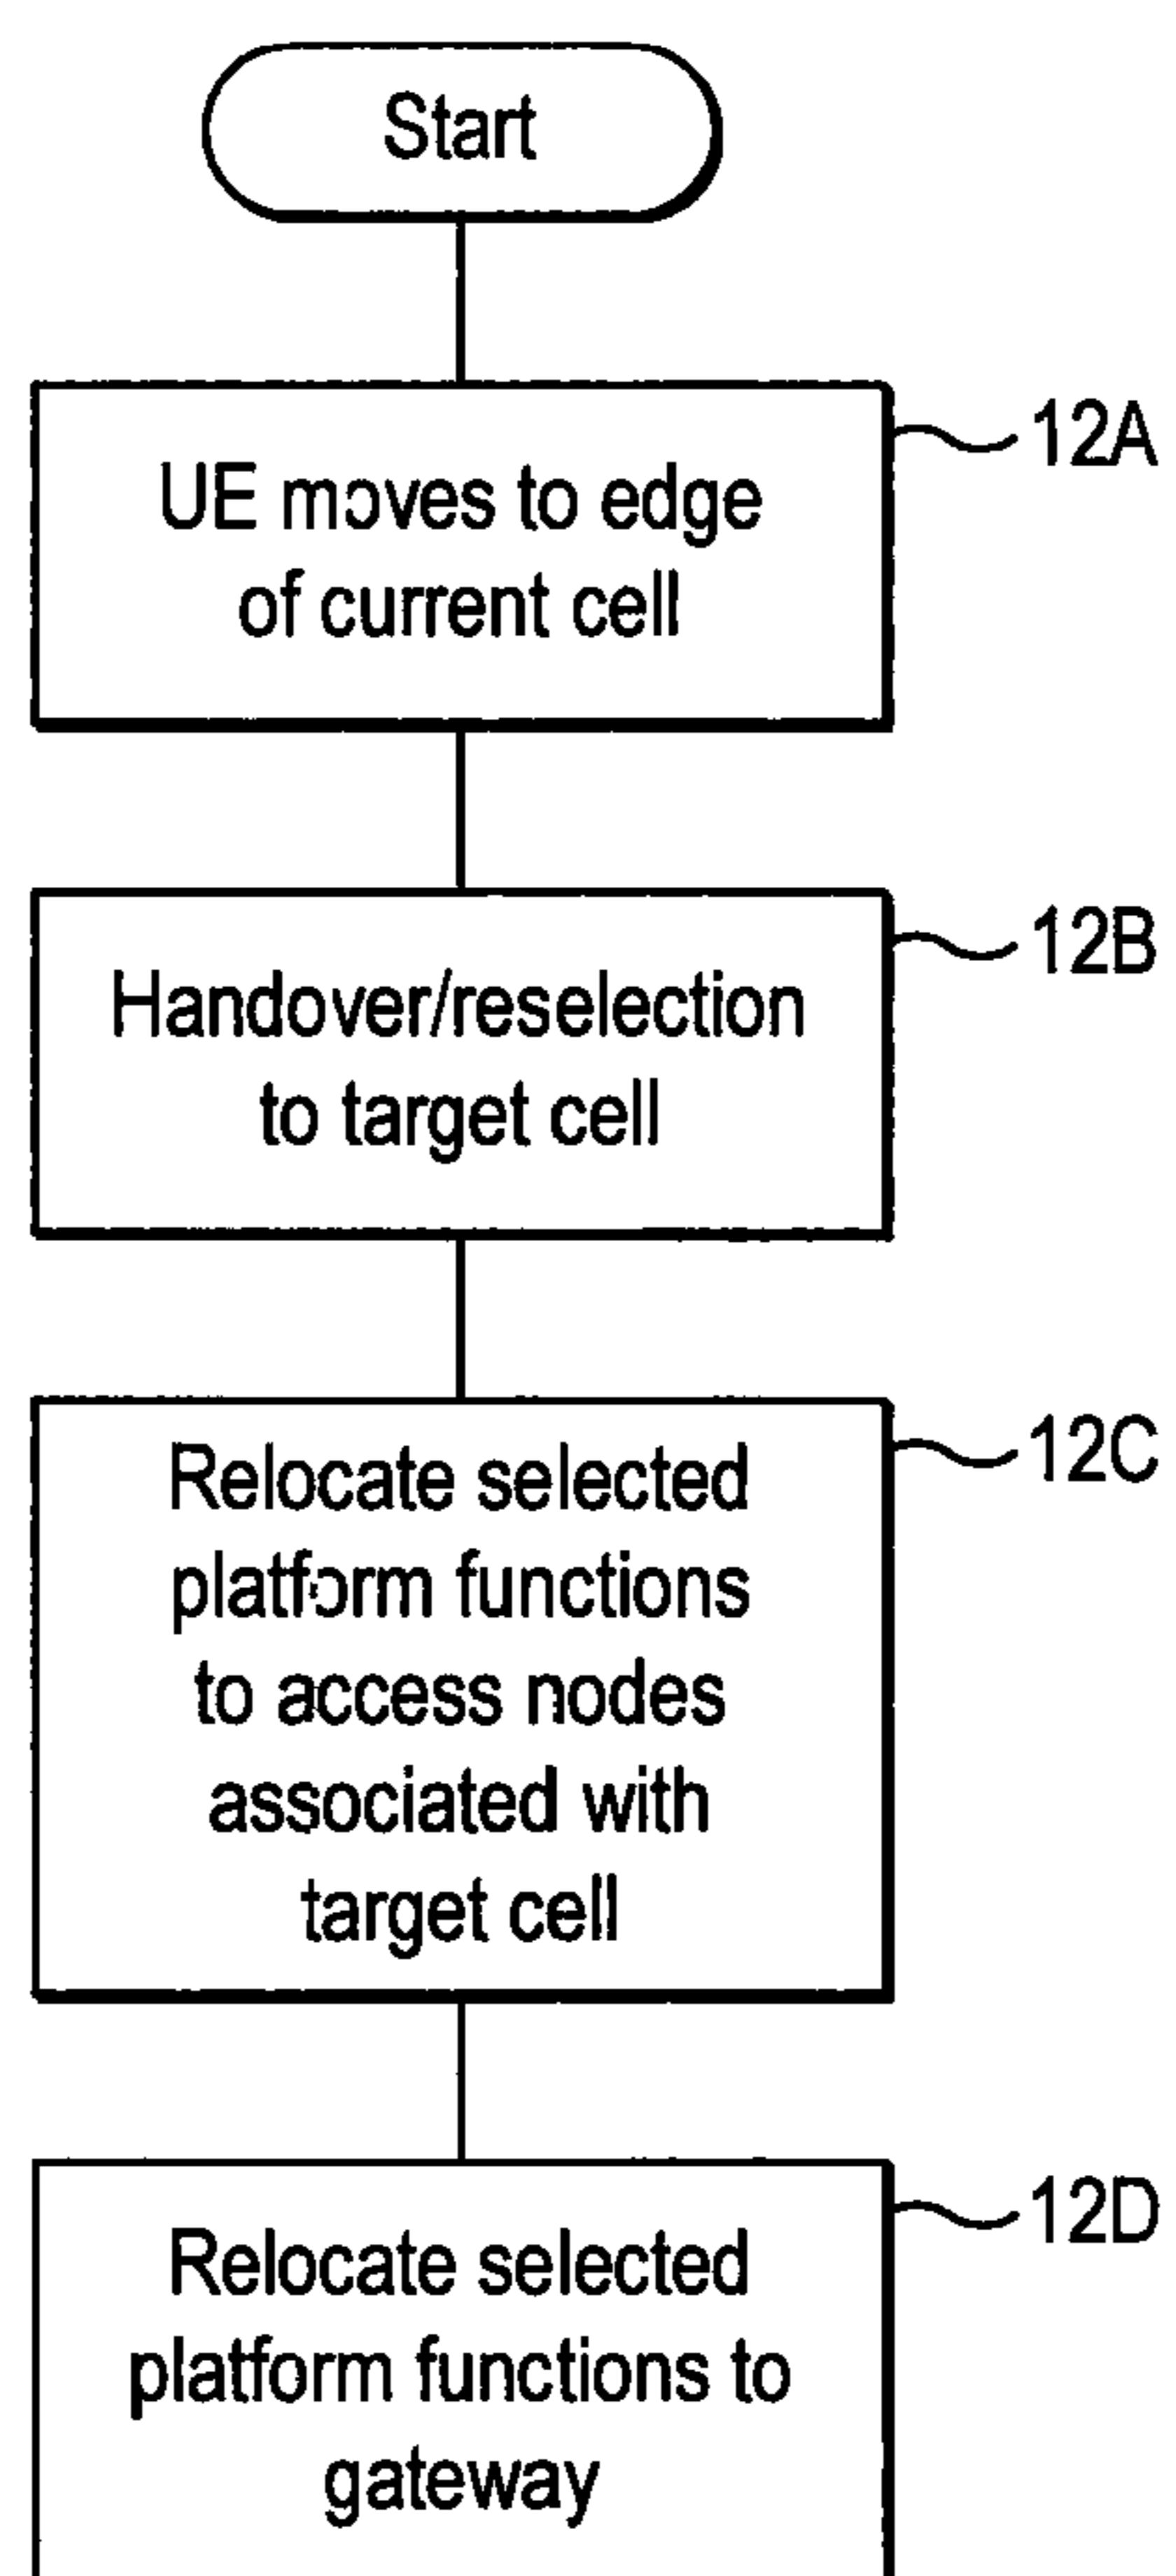 Start
12A
UE moves to edge
of current cell
12B
Handover/reselection
to target cell
12C
Relocate selected
platform functions
to access nodes
associated with
target cell
12D
Relocate selected
platform functions to
gateway